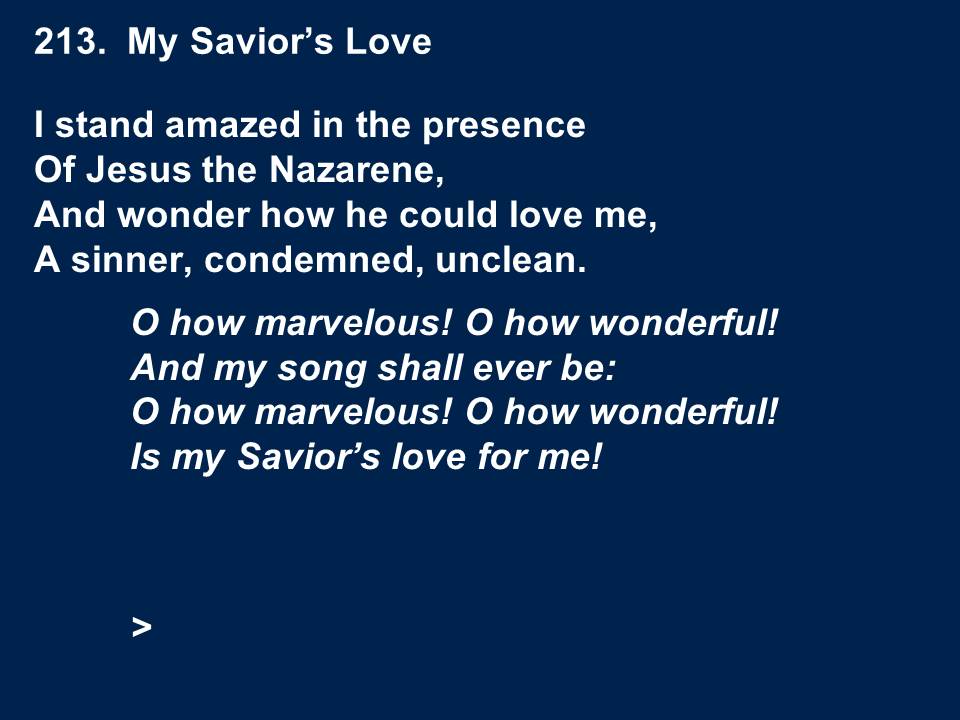 213.  My Savior’s Love
I stand amazed in the presence
Of Jesus the Nazarene,
And wonder how he could love me,
A sinner, condemned, unclean.
O how marvelous! O how wonderful!
And my song shall ever be:
O how marvelous! O how wonderful!
Is my Savior’s love for me!
>